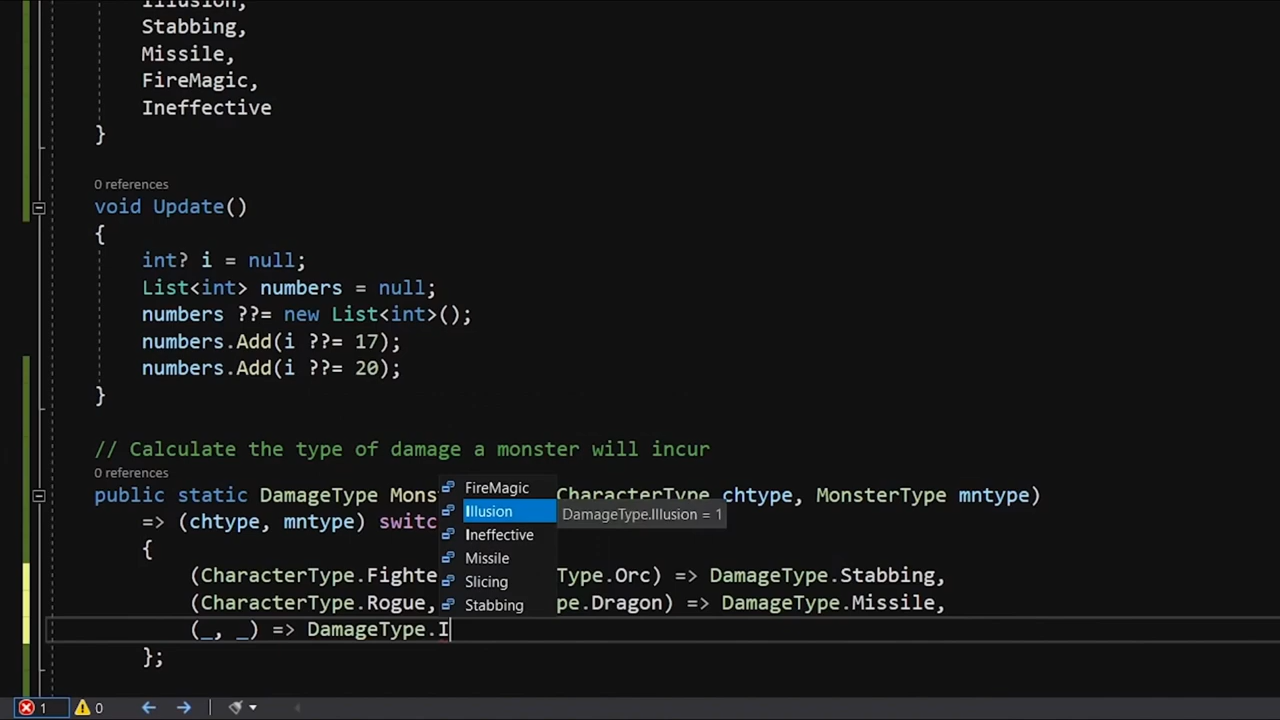 Illusion,
Stabbing,
Missile,
FireMagic,
Ineffective
}
0 references
void Update()
{
int? i = null;
List<int> numbers = null;
numbers ??= new List<int>();
numbers.Add(i ??= 17);
numbers.Add(i ??= 20);
}
// Calculate the type of damage a monster will incur
0 references
public static DamageType Mons CharacterType chtype, MonsterType mntype)
=> (chtype, mntype) switc
{
(CharacterType.Fighte Type.Orc) => DamageType.Stabbing,
(CharacterType.Rogue, pe.Dragon) => DamageType.Missile,
(_, _) => DamageType.I
};
FireMagic
Illusion
Ineffective
Missile
Slicing
Stabbing
DamageType.Illusion = 1
1 0